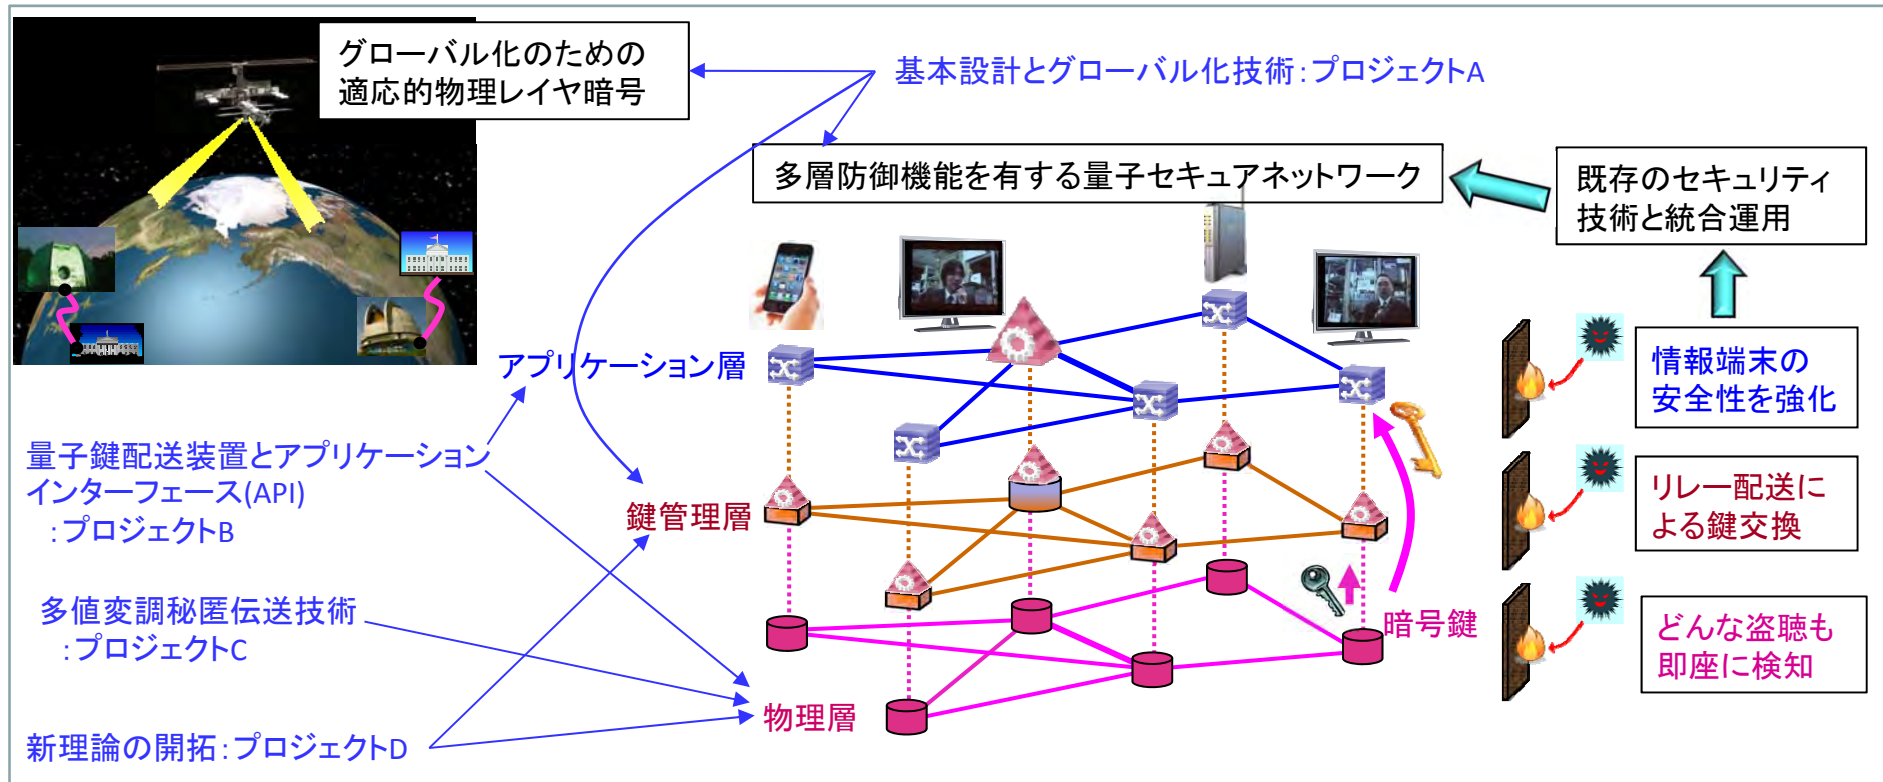 グローバル化のための
適応的物理レイヤ暗号
基本設計とグローバル化技術：プロジェクトA
多層防御機能を有する量子セキュアネットワーク
既存のセキュリティ
技術と統合運用
アプリケーション層
情報端末の
安全性を強化
量子鍵配送装置とアプリケーション
インターフェース(API)
：プロジェクトB
鍵管理層
リレー配送に
よる鍵交換
多値変調秘匿伝送技術
：プロジェクトC
暗号鍵
どんな盗聴も
即座に検知
物理層
新理論の開拓：プロジェクトD